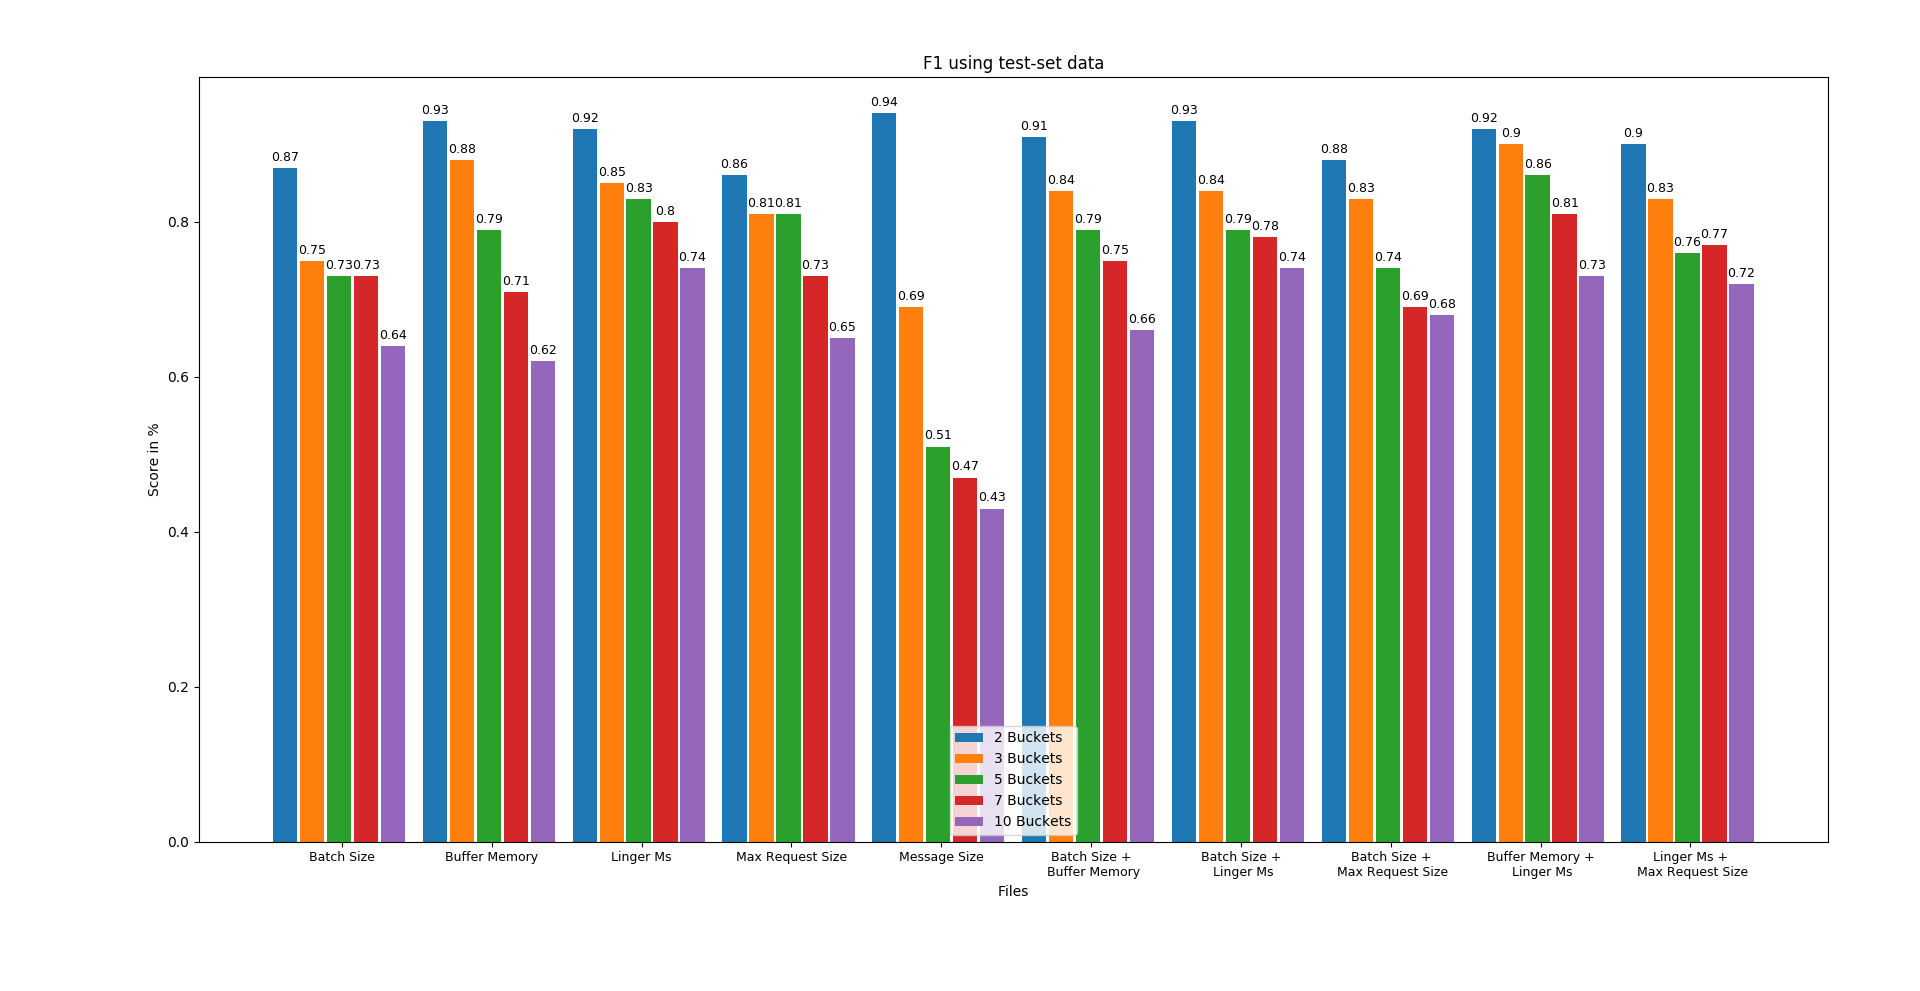 F1 using test-set data
Score in %
0.8
0.6
0.4
0.2
0.0
0.87
0.75
0.73
0.73
0.64
0.93
0.88
0.79
0.71
0.62
0.92
0.85
0.83
0.8
0.74
0.86
0.81
0.81
0.73
0.65
0.94
0.69
0.51
0.47
0.43
0.91
0.84
0.79
0.75
0.66
0.93
0.84
0.79
0.78
0.74
0.88
0.83
0.74
0.69
0.68
0.92
0.9
0.86
0.81
0.73
0.9
0.83
0.76
0.77
0.72
2 Buckets
3 Buckets
5 Buckets
7 Buckets
10 Buckets
Batch Size
Buffer Memory
Linger Ms
Max Request Size
Message Size
Batch Size +
Buffer Memory
Batch Size +
Linger Ms
Batch Size +
Max Request Size
Buffer Memory +
Linger Ms
Linger Ms +
Max Request Size
Files